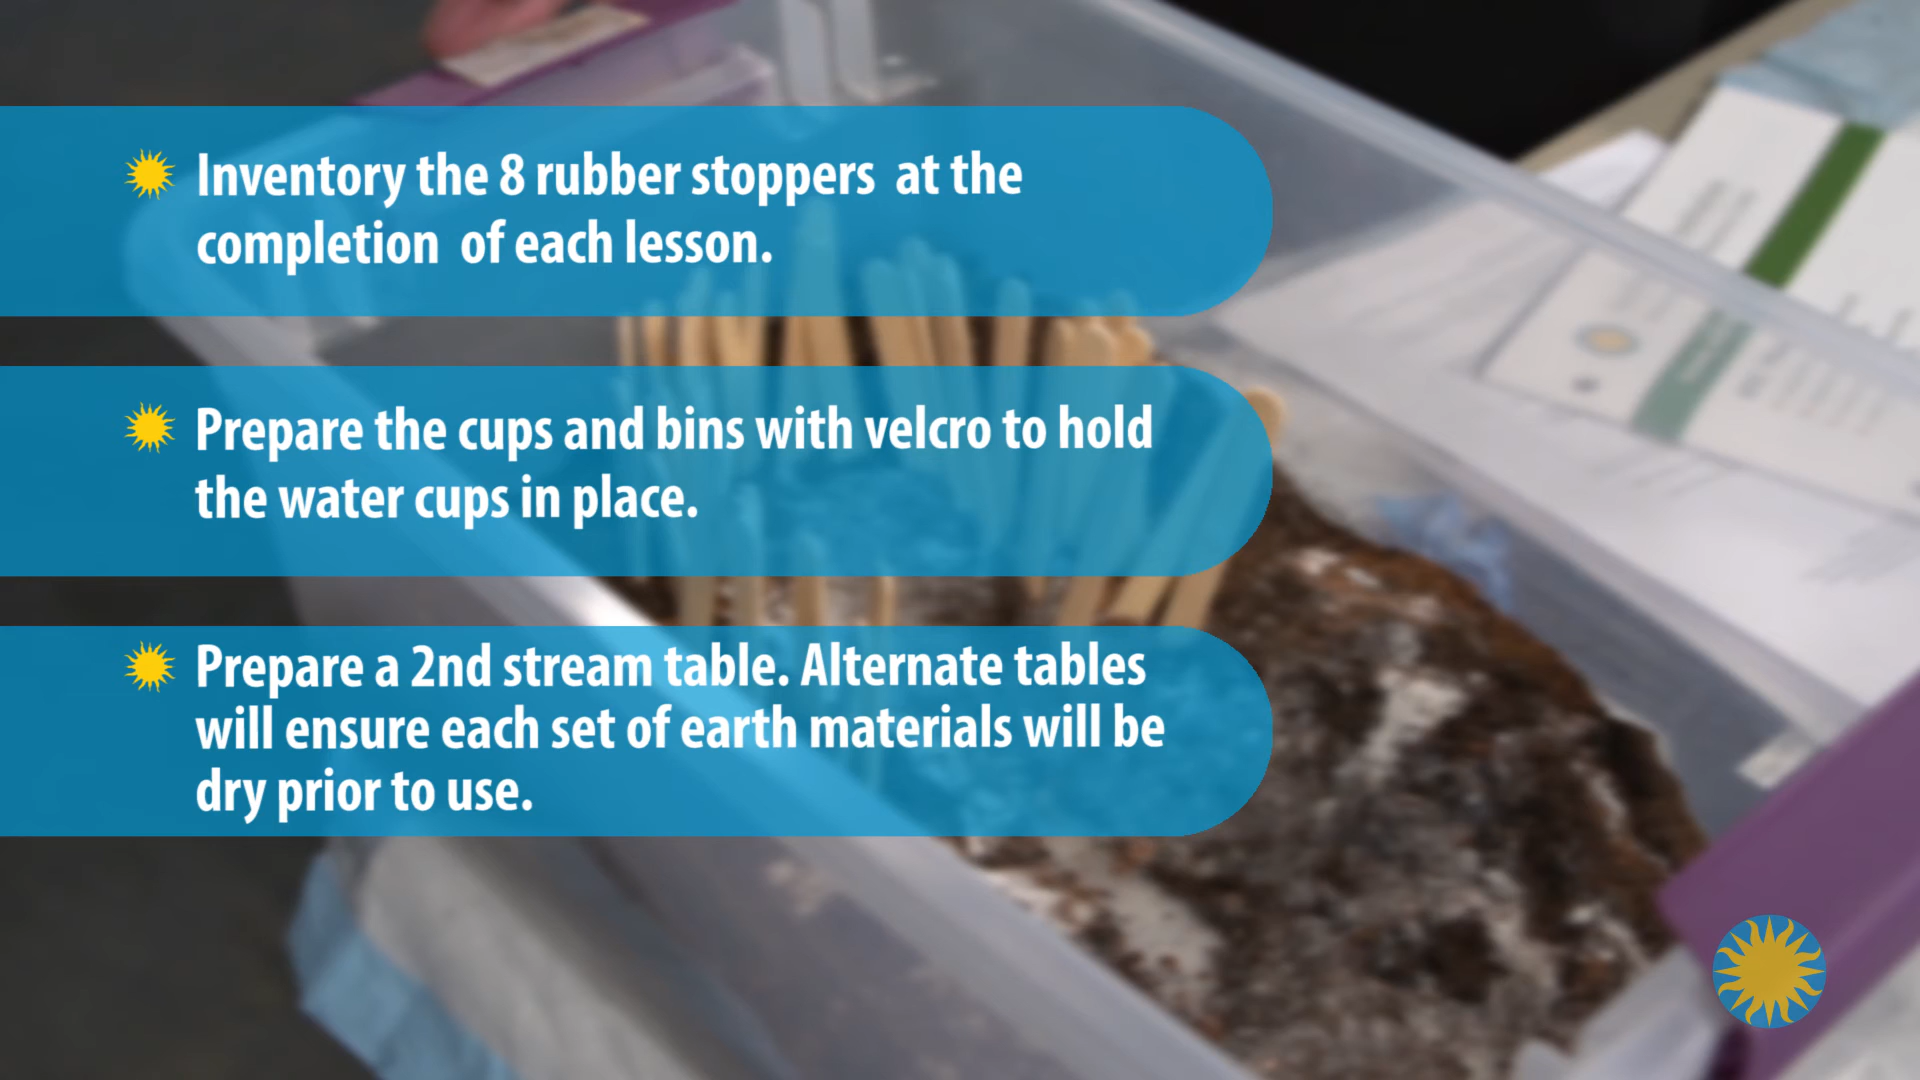 Inventory the 8 rubber stoppers at the
completion of each lesson.
Prepare the cups and bins with velcro to hold
the water cups in place.
Prepare a 2nd stream table. Alternate tables
will ensure each set of earth materials will be
dry prior to use.